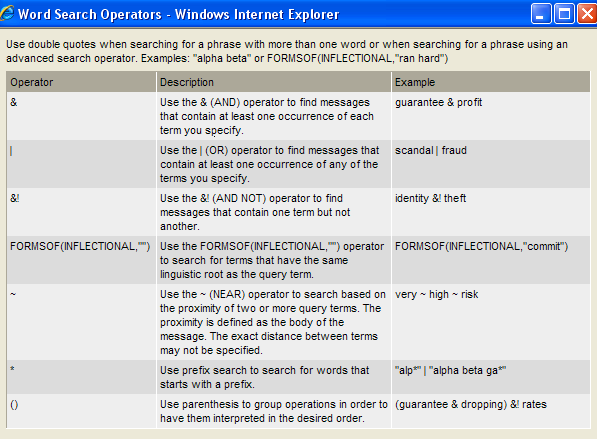 Word Search Operators - Windows Internet Explorer
Use double quotes when searching for a phrase with more than one word or when searching for a phrase using an
advanced search operator. Examples: "alpha beta" or FORMSOF(INFLECTIONAL,"ran hard")
Operator Description Example
& Use the & (AND) operator to find messages guarantee & profit
that contain at least one occurrence of each
term you specify.
| Use the | (OR) operator to find messages that scandal | fraud
contain at least one occurrence of any of the
terms you specify.
&! Use the &! (AND NOT) operator to find identity &! theft
messages that contain one term but not
another.
FORMSOF(INFLECTIONAL,"") Use the FORMSOF(INFLECTIONAL,"") operator FORMSOF(INFLECTIONAL,"commit")
to search for terms that have the same
linguistic root as the query term.
~ Use the ~ (NEAR) operator to search based on very ~ high ~ risk
the proximity of two or more query terms. The
proximity is defined as the body of the
message. The exact distance between terms
may not be specified.
* Use prefix search to search for words that "alp*" | "alpha beta ga*"
starts with a prefix.
() Use parenthesis to group operations in order to (guarantee & dropping) &! rates
have them interpreted in the desired order.